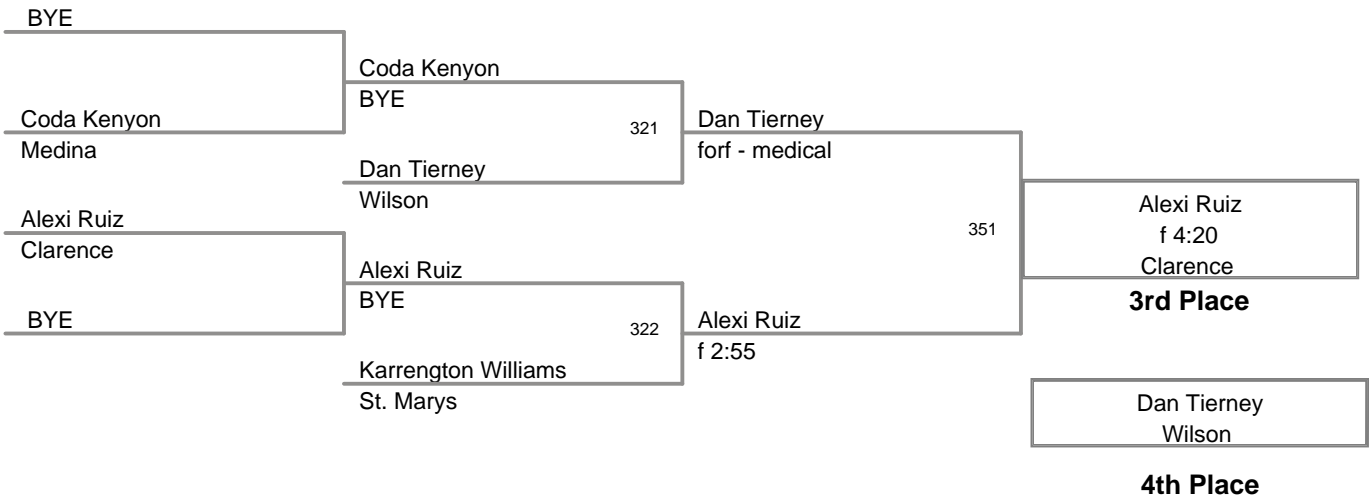 BYE
Coda Kenyon
Medina
Alexi Ruiz
Clarence
BYE
Coda Kenyon
BYE
321
Dan Tierney
Wilson
Alexi Ruiz
BYE
322
Karrengton Williams
St. Marys
Dan Tierney
forf - medical
351
Alexi Ruiz
f 2:55
Alexi Ruiz
f 4:20
Clarence
3rd Place
Dan Tierney
Wilson
4th Place